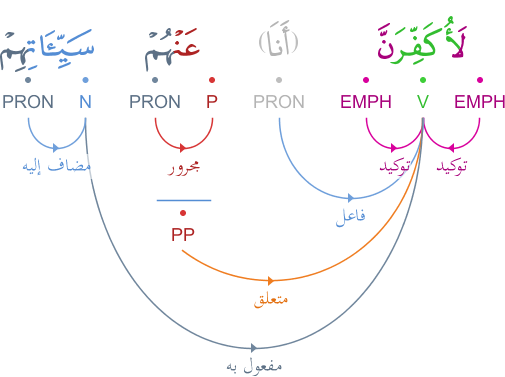 لَأُكَفِّرَنَّ (أَنَا) عَنْهُمْ سَيِّـَٔاتِهِمْ
EMPH V EMPH PRON P PRON N PRON
توكيد توكيد مجرور مضاف إليه
فاعل
PP
متعلق
مفعول به